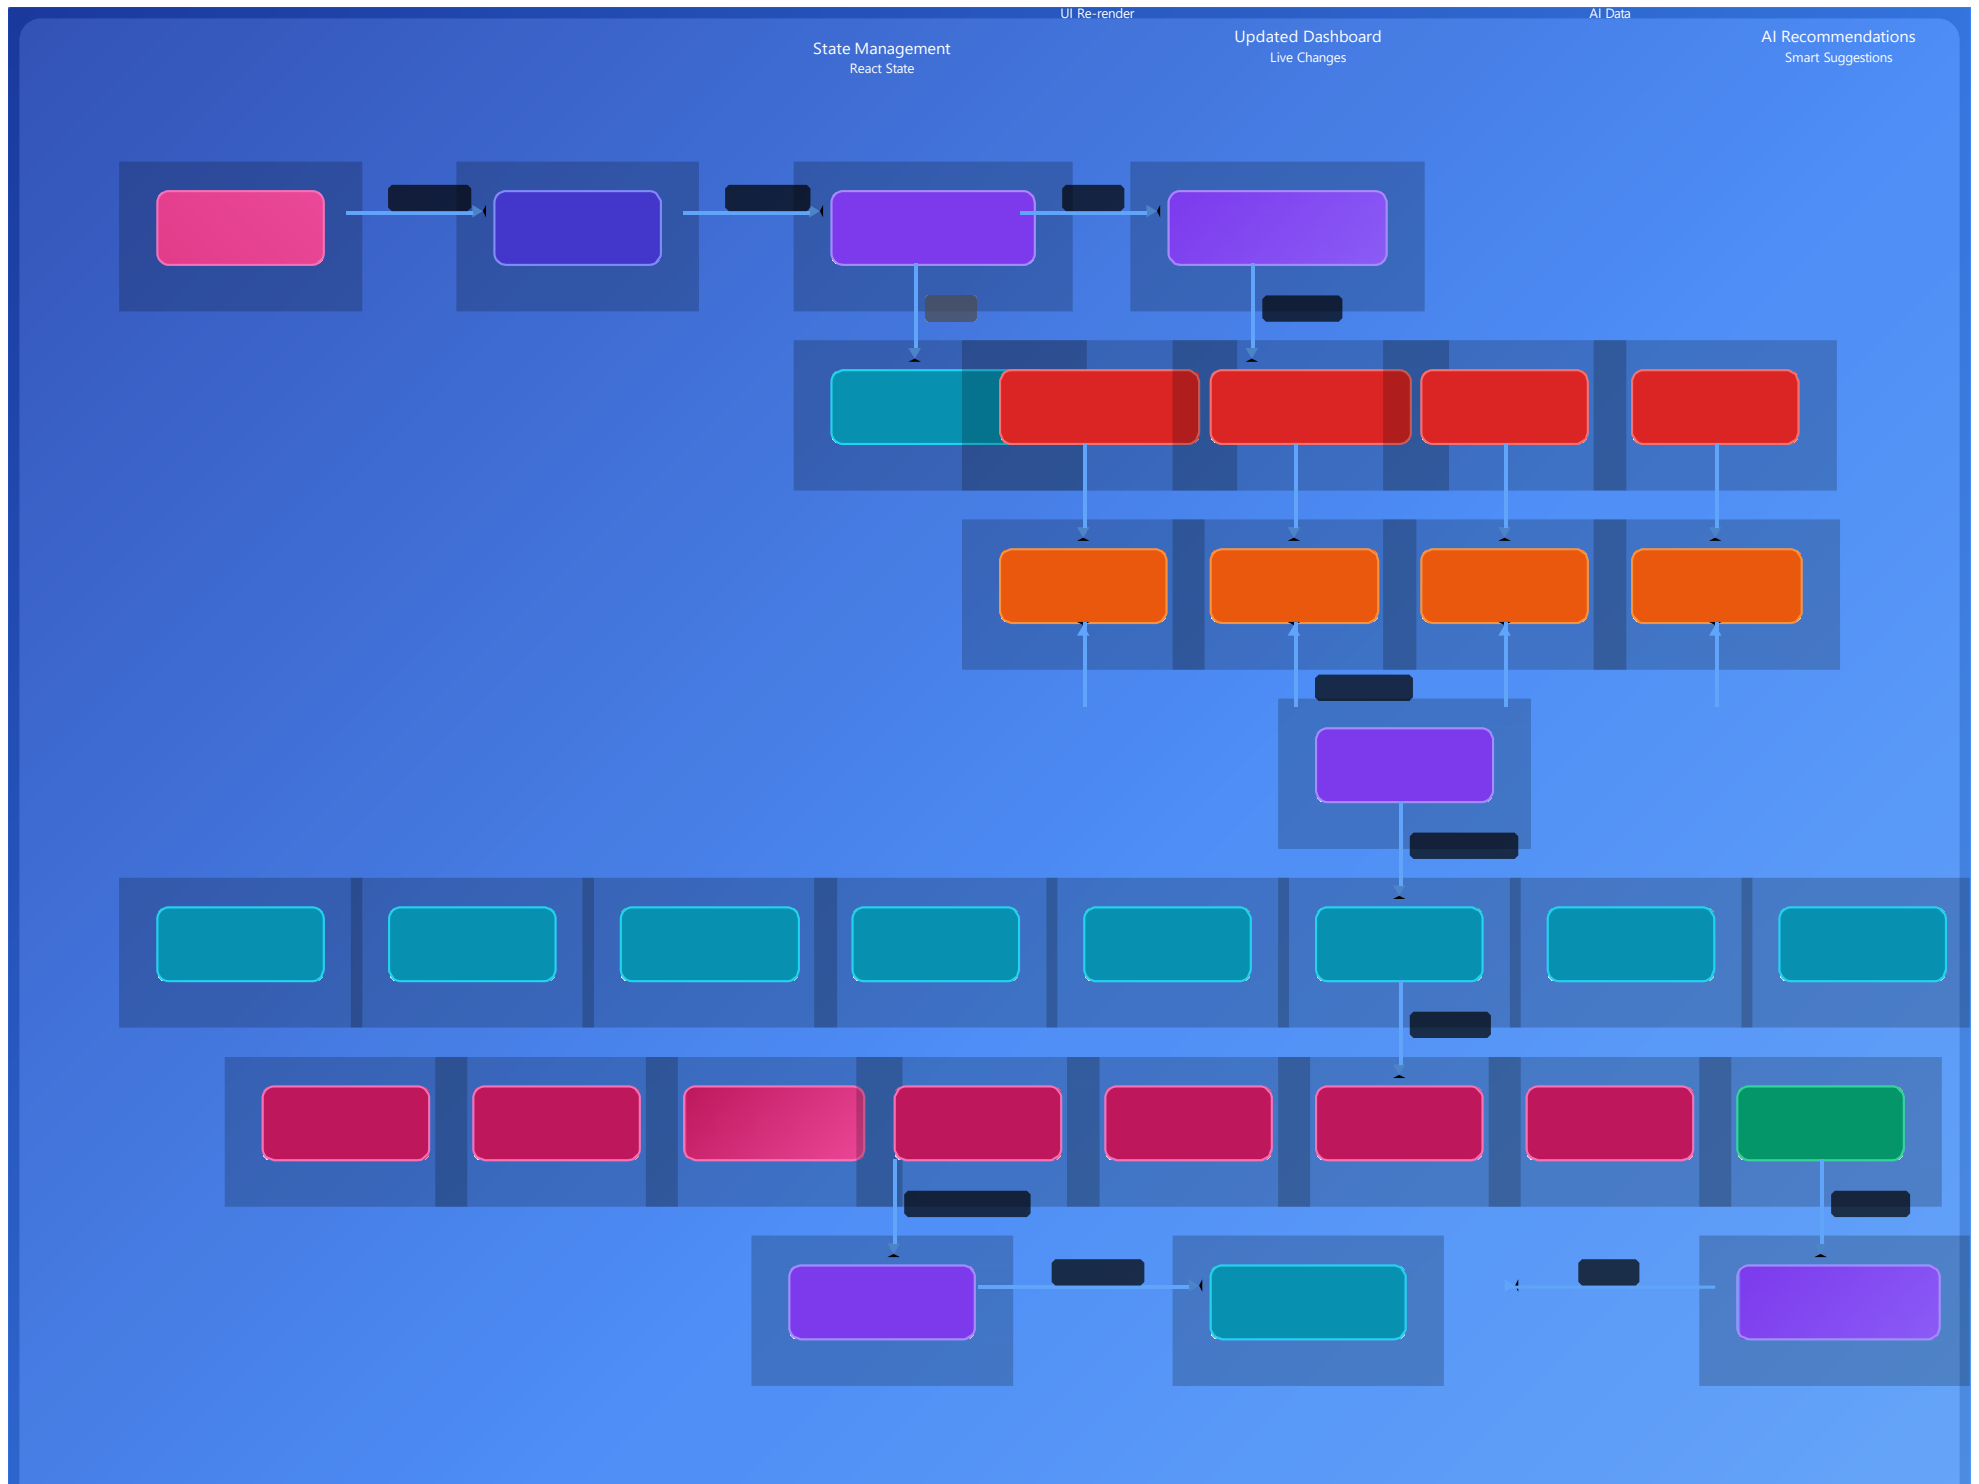 UI Re-render
AI Data
State Management
React State
Updated Dashboard
Live Changes
AI Recommendations
Smart Suggestions